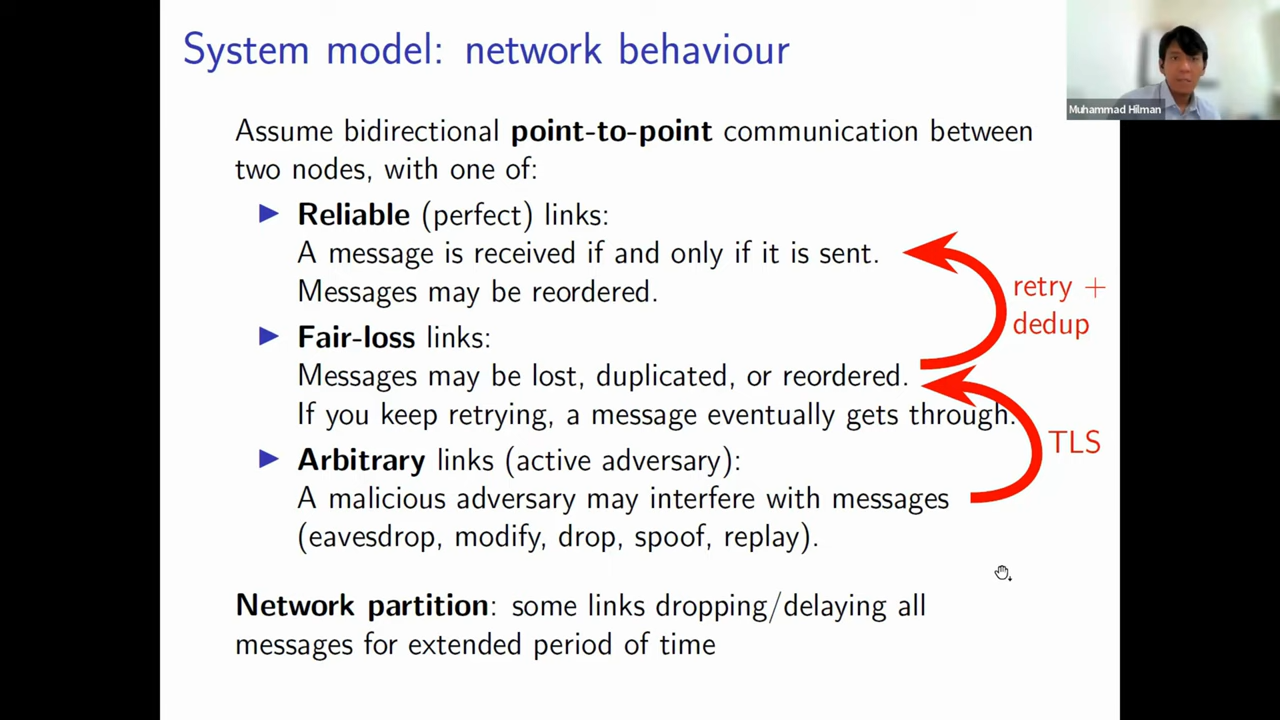 System model: network behaviour
Muhammad Hilman
Assume bidirectional point-to-point communication between
two nodes, with one of:
Reliable (perfect) links:
A message is received if and only if it is sent.
Messages may be reordered.
retry +
dedup
Fair-loss links:
Messages may be lost, duplicated, or reordered.
If you keep retrying, a message eventually gets through.
TLS
Arbitrary links (active adversary):
A malicious adversary may interfere with messages
(eavesdrop, modify, drop, spoof, replay).
Network partition: some links dropping/delaying all
messages for extended period of time